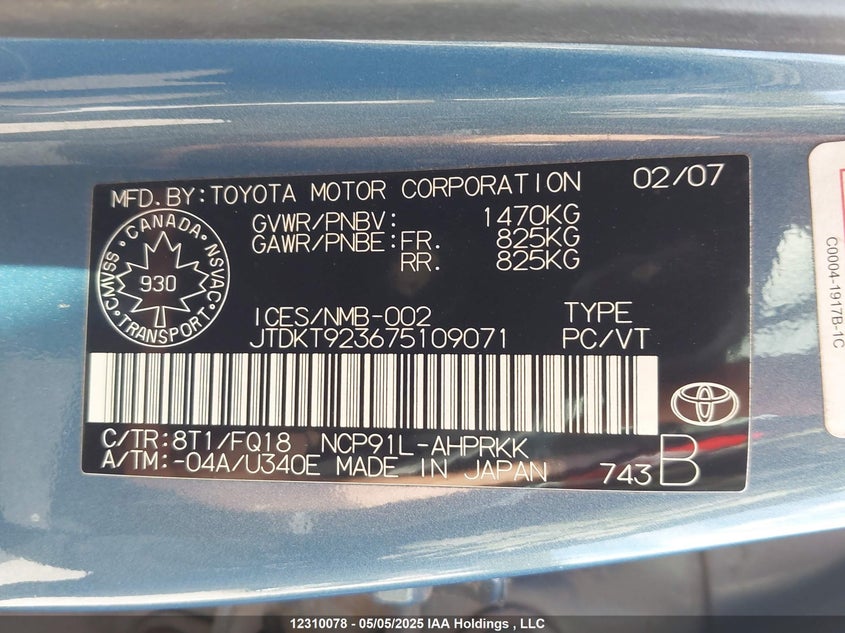 MFD.BY:TOYOTA MOTOR CORPORATION 02/07
GVWR/PNBV: 1470KG
GAWR/PNBE:FR. 825KG
RR. 825KG
CANADA
CMVSS NSVAC
930
TRANSPORT
ICES/NMB-002 TYPE
JTDKT923675109071 PC/VT
C/TR:8T1/FQ18 NCP91L-AHPRKK
A/TM:-04A/U340E MADE IN JAPAN 743 B
C0004-1917B-1C
12310078 - 05/05/2025 IAA Holdings , LLC